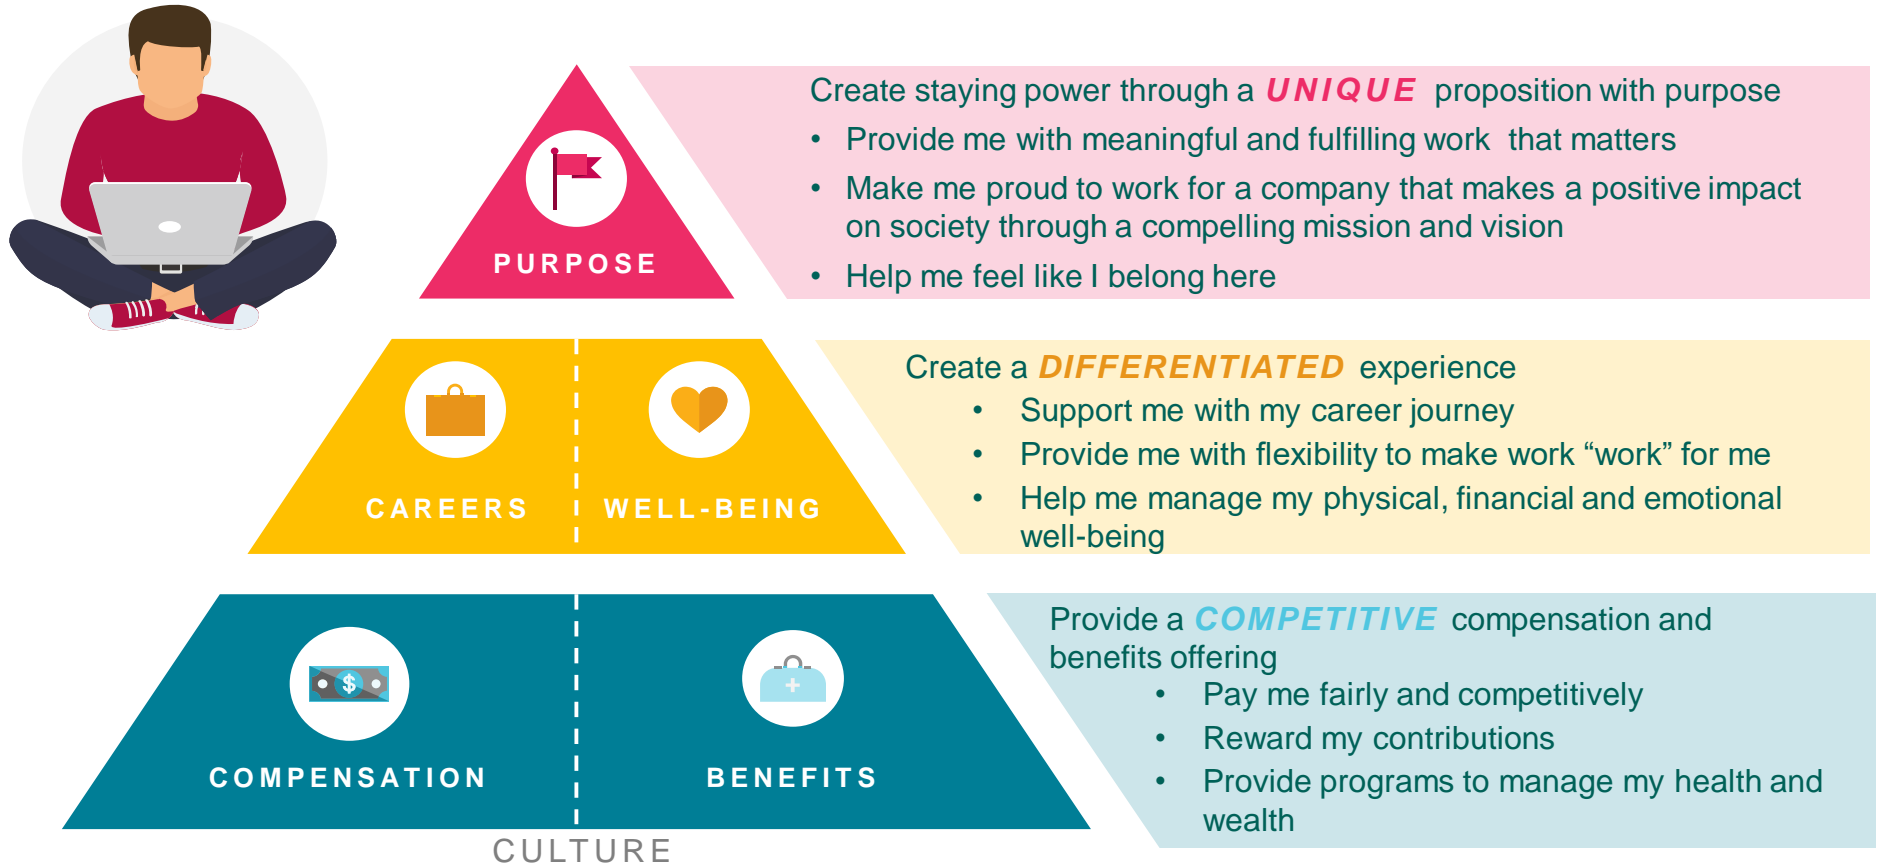 PURPOSE
Create staying power through a UNIQUE proposition with purpose
• Provide me with meaningful and fulfilling work that matters
• Make me proud to work for a company that makes a positive impact
on society through a compelling mission and vision
• Help me feel like I belong here
CAREERS
WELL-BEING
Create a DIFFERENTIATED experience
• Support me with my career journey
• Provide me with flexibility to make work “work” for me
• Help me manage my physical, financial and emotional
well-being
$
COMPENSATION
BENEFITS
Provide a COMPETITIVE compensation and
benefits offering
• Pay me fairly and competitively
• Reward my contributions
• Provide programs to manage my health and
wealth
CULTURE